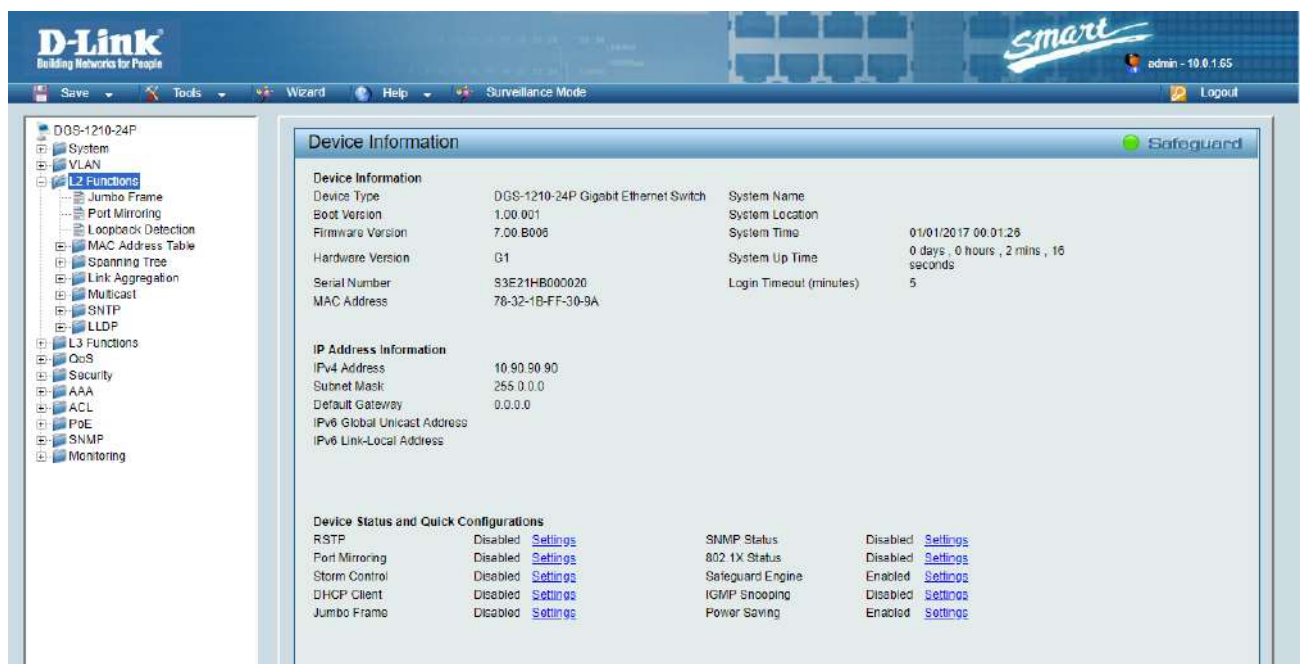 D-Link
Building Networks for People
smart
admin - 10.0.1.65
Save Tools Wizard Help Surveillance Mode Logout
DGS-1210-24P
System
VLAN
L2 Functions
Jumbo Frame
Port Mirroring
Loopback Detection
MAC Address Table
Spanning Tree
Link Aggregation
Multicast
SNTP
LLDP
L3 Functions
QoS
Security
AAA
ACL
PoE
SNMP
Monitoring
Device Information Safeguard
Device Information
Device Type DGS-1210-24P Gigabit Ethernet Switch System Name
Boot Version 1.00.001 System Location
Firmware Version 7.00.B006 System Time 01/01/2017 00:01:26
Hardware Version G1 System Up Time 0 days , 0 hours , 2 mins , 16
seconds
Serial Number S3E21HB000020 Login Timeout (minutes) 5
MAC Address 78-32-1B-FF-30-9A
IP Address Information
IPv4 Address 10.90.90.90
Subnet Mask 255.0.0.0
Default Gateway 0.0.0.0
IPv6 Global Unicast Address
IPv6 Link-Local Address
Device Status and Quick Configurations
RSTP Disabled Settings SNMP Status Disabled Settings
Port Mirroring Disabled Settings 802.1X Status Disabled Settings
Storm Control Disabled Settings Safeguard Engine Enabled Settings
DHCP Client Disabled Settings IGMP Snooping Disabled Settings
Jumbo Frame Disabled Settings Power Saving Enabled Settings